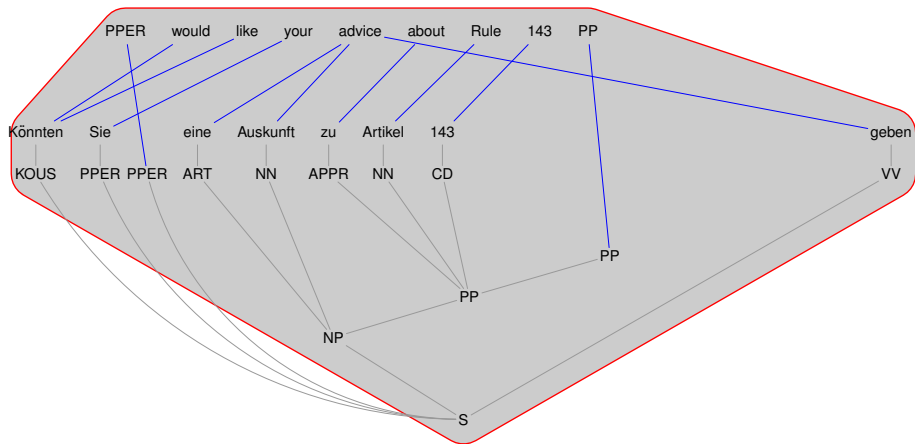 PPER would like your advice about Rule 143 PP
Könnten Sie eine Auskunft zu Artikel 143 geben
KOUS PPER PPER ART NN APPR NN CD VV
PP
PP
NP
S